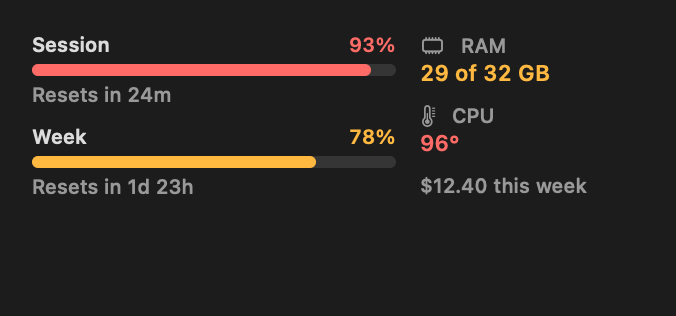 Session 93%
Resets in 24m
Week 78%
Resets in 1d 23h
RAM
29 of 32 GB
CPU
96°
$12.40 this week